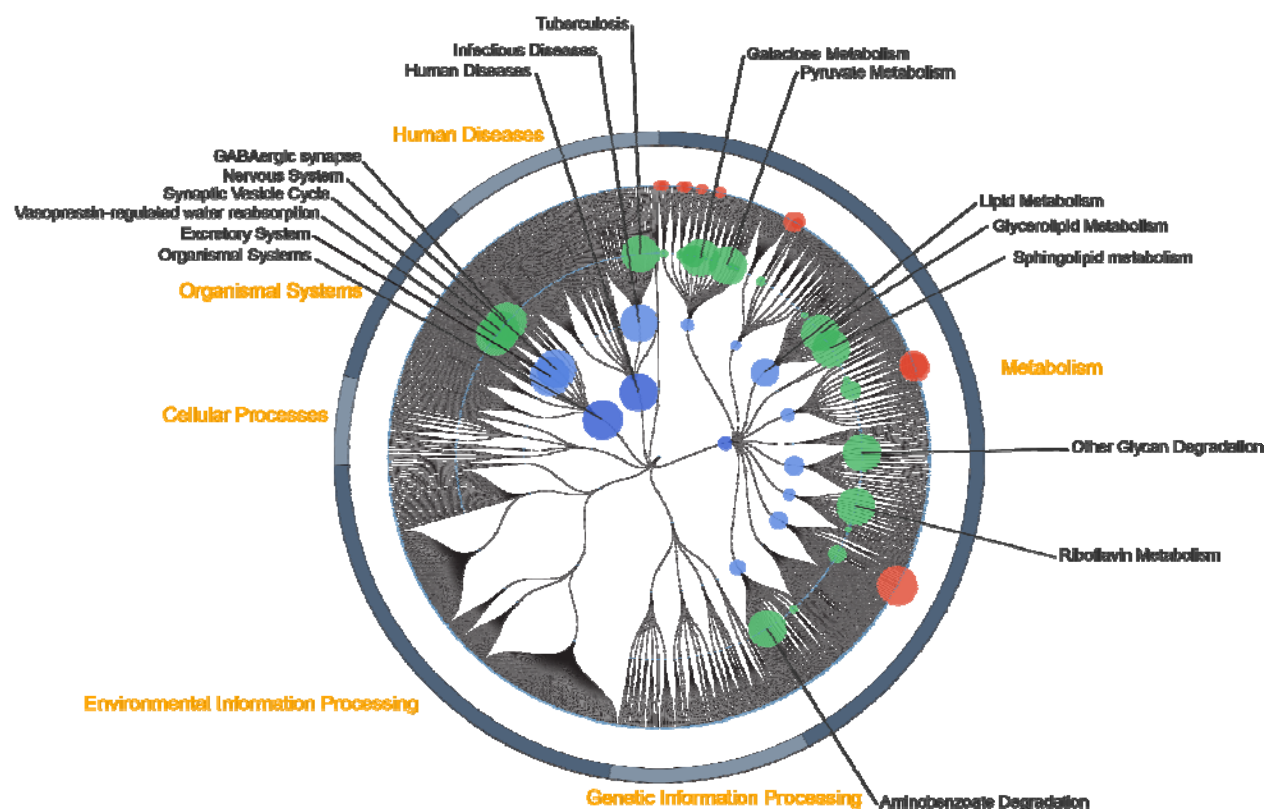 Tuberculosis
Infectious Diseases
Human Diseases
Galactose Metabolism
Pyruvate Metabolism
Human Diseases
GABAergic synapse
Nervous System
Synaptic Vesicle Cycle
Vasopressin-regulated water reabsorption
Excretory System
Organismal Systems
Organismal Systems
Lipid Metabolism
Glycerolipid Metabolism
Sphingolipid metabolism
Metabolism
Cellular Processes
Other Glycan Degradation
Riboflavin Metabolism
Environmental Information Processing
Genetic Information Processing
Aminobenzoate Degradation